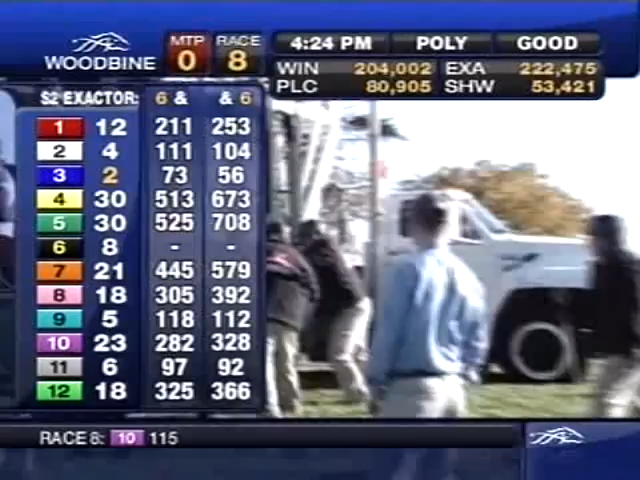 WOODBINE
MTP 0
RACE 8
4:24 PM POLY GOOD
WIN 204,002 EXA 222,475
PLC 80,905 SHW 53,421
$2 EXACTOR: 6 & & 6
1 12 211 253
2 4 111 104
3 2 73 56
4 30 513 673
5 30 525 708
6 8 - -
7 21 445 579
8 18 305 392
9 5 118 112
10 23 282 328
11 6 97 92
12 18 325 366
RACE 8: 10 115